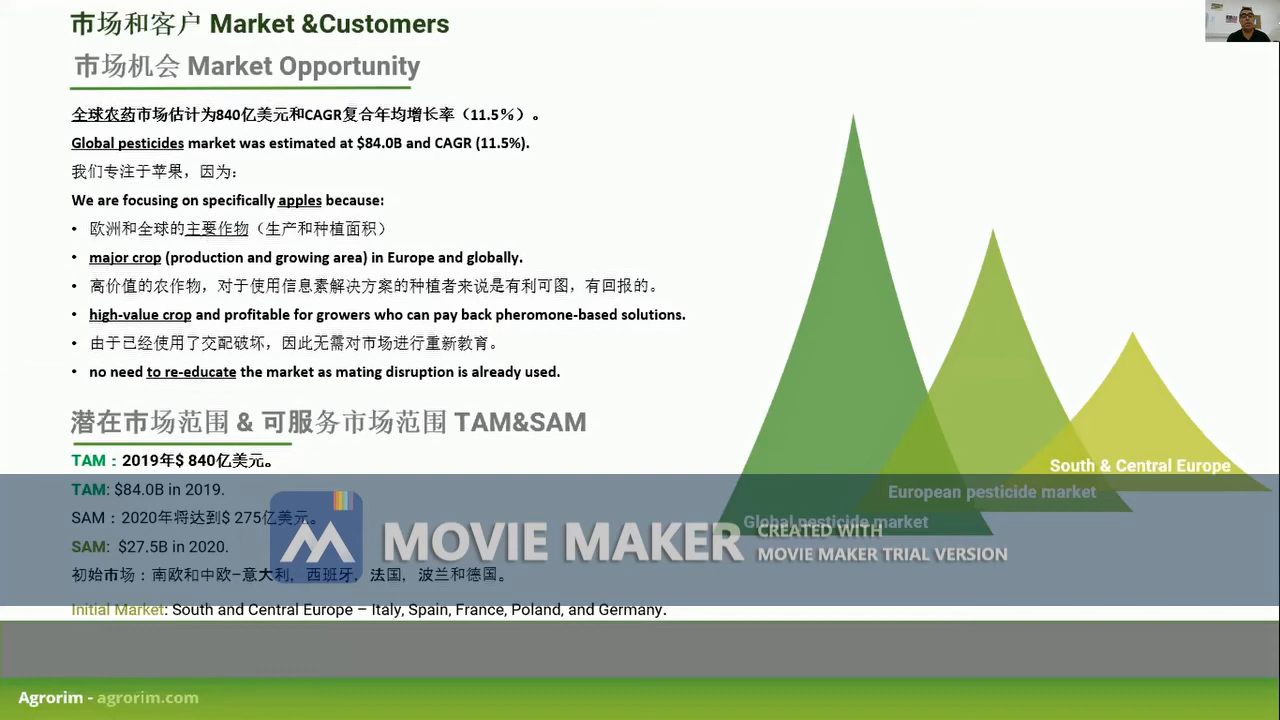 市场和客户 Market &Customers
市场机会 Market Opportunity
全球农药市场估计为840亿美元和CAGR复合年均增长率（11.5%）。
Global pesticides market was estimated at $84.0B and CAGR (11.5%).
我们专注于苹果，因为:
We are focusing on specifically apples because:
• 欧洲和全球的主要作物（生产和种植面积）
• major crop (production and growing area) in Europe and globally.
• 高价值的农作物，对于使用信息素解决方案的种植者来说是有利可图，有回报的。
• high-value crop and profitable for growers who can pay back pheromone-based solutions.
• 由于已经使用了交配破坏，因此无需对市场进行重新教育。
• no need to re-educate the market as mating disruption is already used.
潜在市场范围 & 可服务市场范围 TAM&SAM
TAM：2019年$ 840亿美元。
TAM: $84.0B in 2019.
SAM：2020年将达到$ 275亿美元。
SAM: $27.5B in 2020.
初始市场：南欧和中欧–意大利，西班牙，法国，波兰和德国。
Initial Market: South and Central Europe – Italy, Spain, France, Poland, and Germany.
South & Central Europe
European pesticide market
Global pesticide market
MOVIE MAKER
CREATED WITH
MOVIE MAKER TRIAL VERSION
Agrorim - agrorim.com